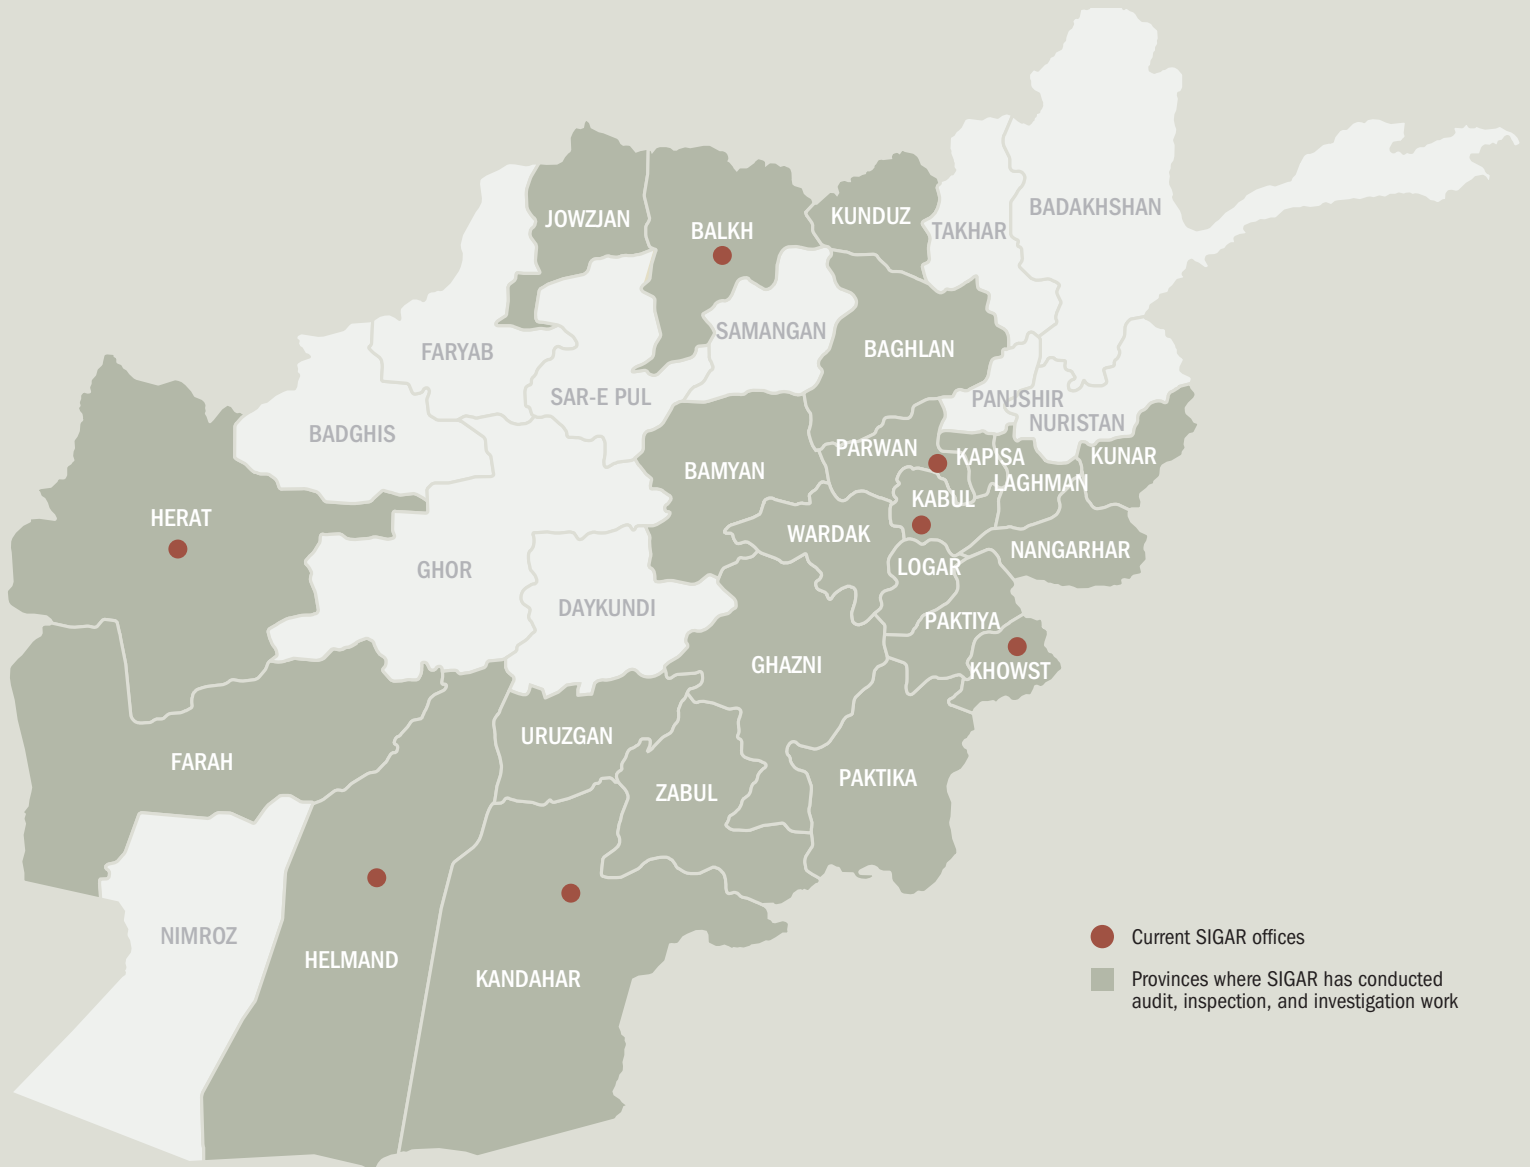 BADAKHSHAN
KUNDUZ
JOWZJAN
BALKH
TAKHAR
SAMANGAN
BAGHLAN
FARYAB
SAR-E PUL
PANJSHIR
NURISTAN
BADGHIS
PARWAN
KAPISA
KUNAR
BAMYAN
LAGHMAN
KABUL
HERAT
WARDAK
NANGARHAR
GHOR
LOGAR
DAYKUNDI
PAKTIYA
GHAZNI
KHOWST
URUZGAN
FARAH
PAKTIKA
ZABUL
NIMROZ
HELMAND
KANDAHAR
Current SIGAR offices
Provinces where SIGAR has conducted
audit, inspection, and investigation work